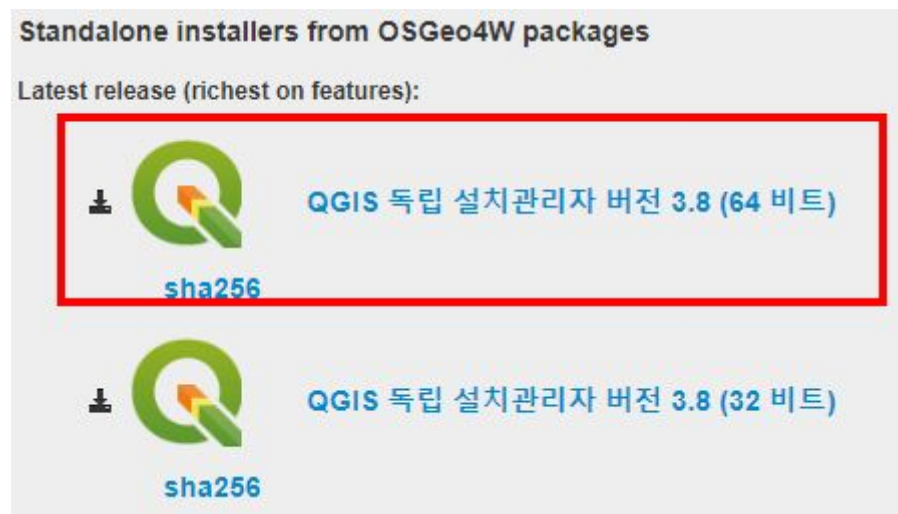 Standalone installers from OSGeo4W packages
Latest release (richest on features):
QGIS 독립 설치관리자 버전 3.8 (64 비트)
sha256
QGIS 독립 설치관리자 버전 3.8 (32 비트)
sha256